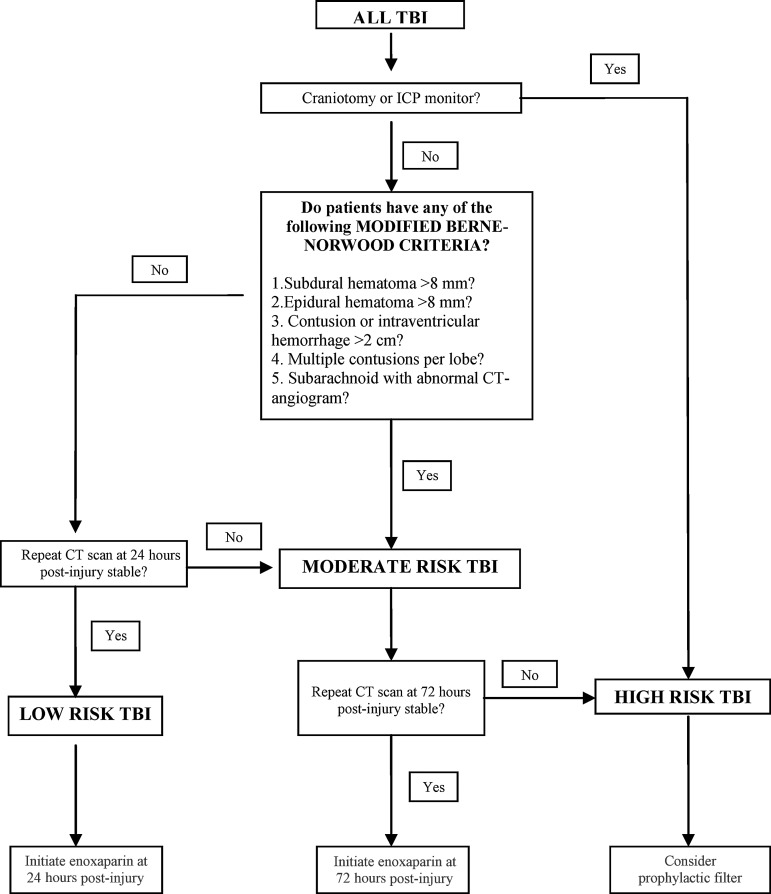 ALL TBI
Yes
Craniotomy or ICP monitor?
No
Do patients have any of the
following MODIFIED BERNE-
NORWOOD CRITERIA?
No
1.Subdural hematoma >8 mm?
2.Epidural hematoma >8 mm?
3. Contusion or intraventricular
hemorrhage >2 cm?
4. Multiple contusions per lobe?
5. Subarachnoid with abnormal CT-
angiogram?
Yes
Repeat CT scan at 24 hours
post-injury stable?
No
MODERATE RISK TBI
Yes
Repeat CT scan at 72 hours
post-injury stable?
No
LOW RISK TBI
HIGH RISK TBI
Yes
Initiate enoxaparin at
24 hours post-injury
Initiate enoxaparin at
72 hours post-injury
Consider
prophylactic filter